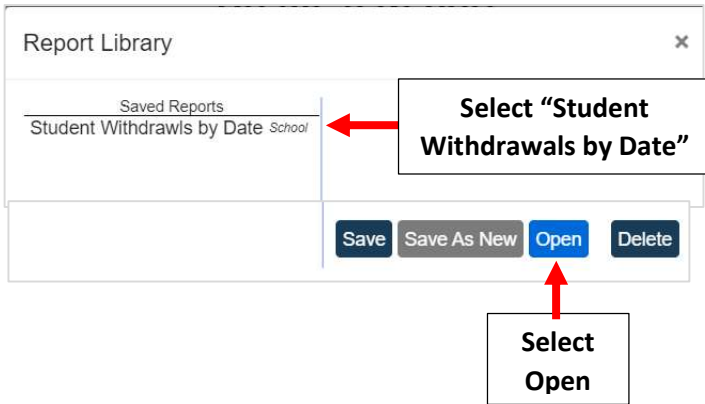 Report Library ×
Saved Reports
Student Withdrawls by Date School
Select “Student
Withdrawals by Date”
Save Save As New Open Delete
Select
Open